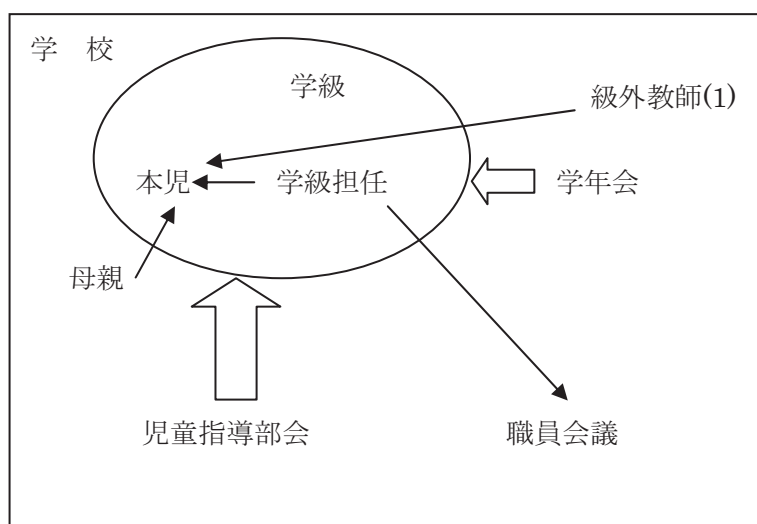 学　校
学級
級外教師(1)
本児
学級担任
学年会
母親
児童指導部会
職員会議